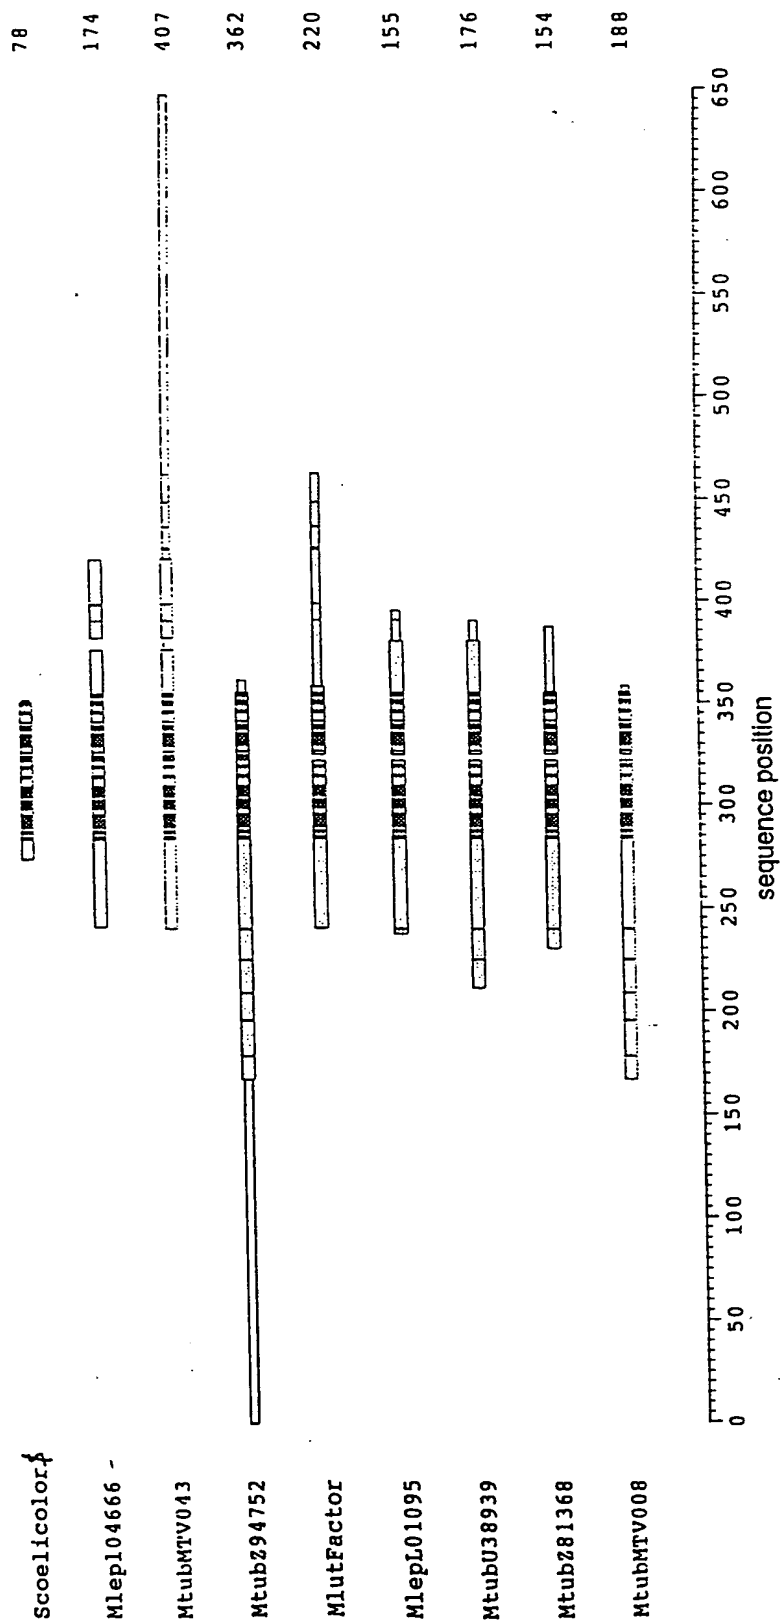 Scoelicolor 78
Mlep104666 174
MtubMTV043 407
MtubZ94752 362
MlutFactor 220
MlepL01095 155
MtubU38939 176
MtubZ81368 154
MtubMTV008 188
0 50 100 150 200 250 300 350 400 450 500 550 600 650
sequence position